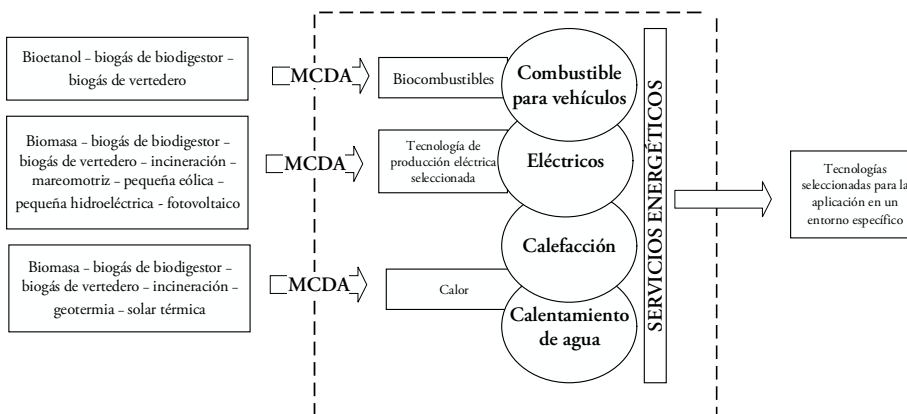 Bioetanol – biogás de biodigestor –
biogás de vertedero
MCDA
Biocombustibles
Combustible
para vehículos
Biomasa – biogás de biodigestor –
biogás de vertedero – incineración –
mareomotriz – pequeña eólica –
pequeña hidroeléctrica - fotovoltaico
MCDA
Tecnología de
producción eléctrica
seleccionada
Eléctricos
Biomasa – biogás de biodigestor –
biogás de vertedero – incineración –
geotermia – solar térmica
MCDA
Calor
Calefacción
Calentamiento
de agua
SERVICIOS ENERGÉTICOS
Tecnologías
seleccionadas para la
aplicación en un
entorno específico